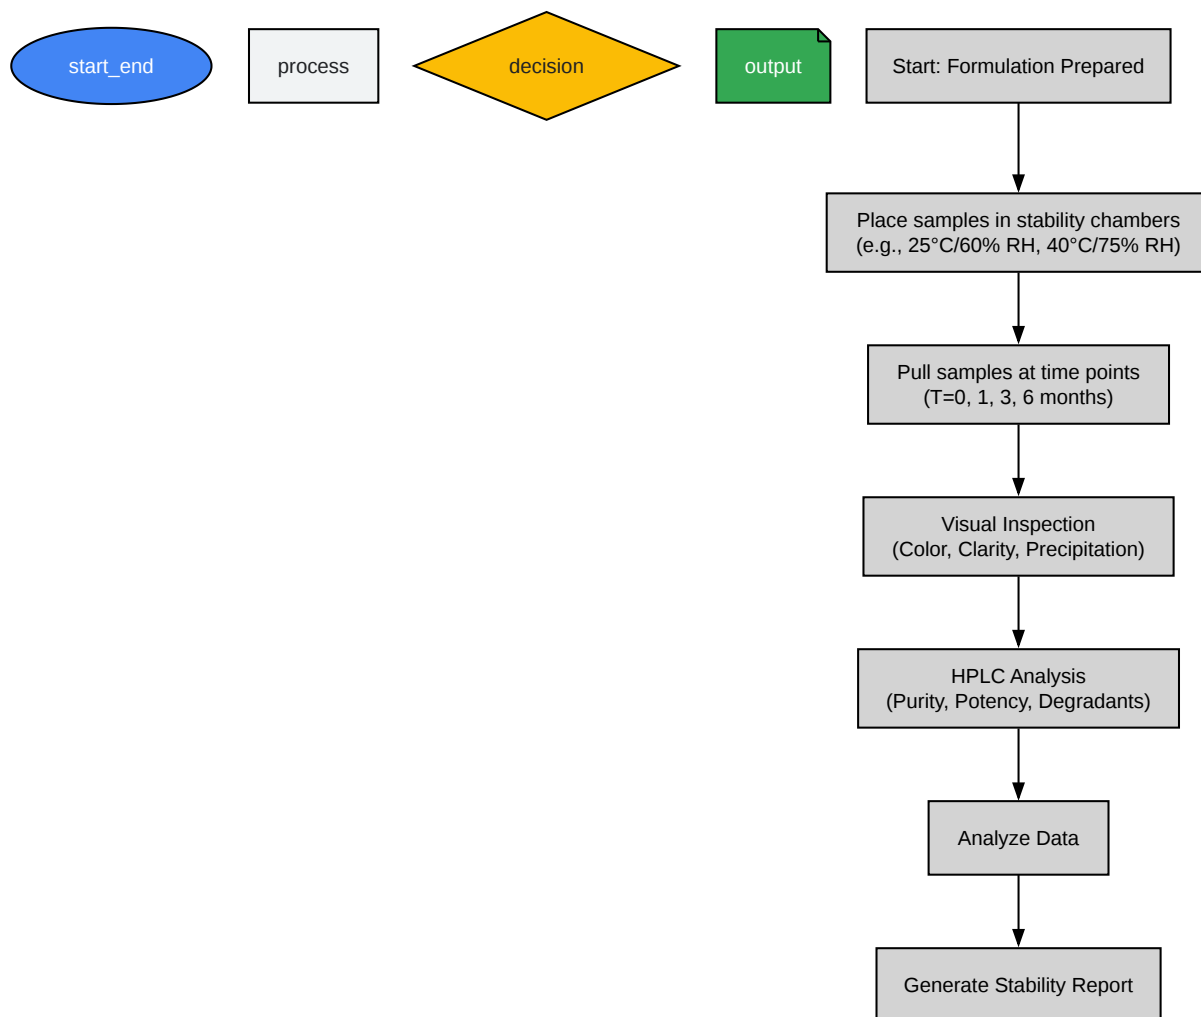 start_end
process
decision
output
Start: Formulation Prepared
Place samples in stability chambers
(e.g., 25°C/60% RH, 40°C/75% RH)
Pull samples at time points
(T=0, 1, 3, 6 months)
Visual Inspection
(Color, Clarity, Precipitation)
HPLC Analysis
(Purity, Potency, Degradants)
Analyze Data
Generate Stability Report